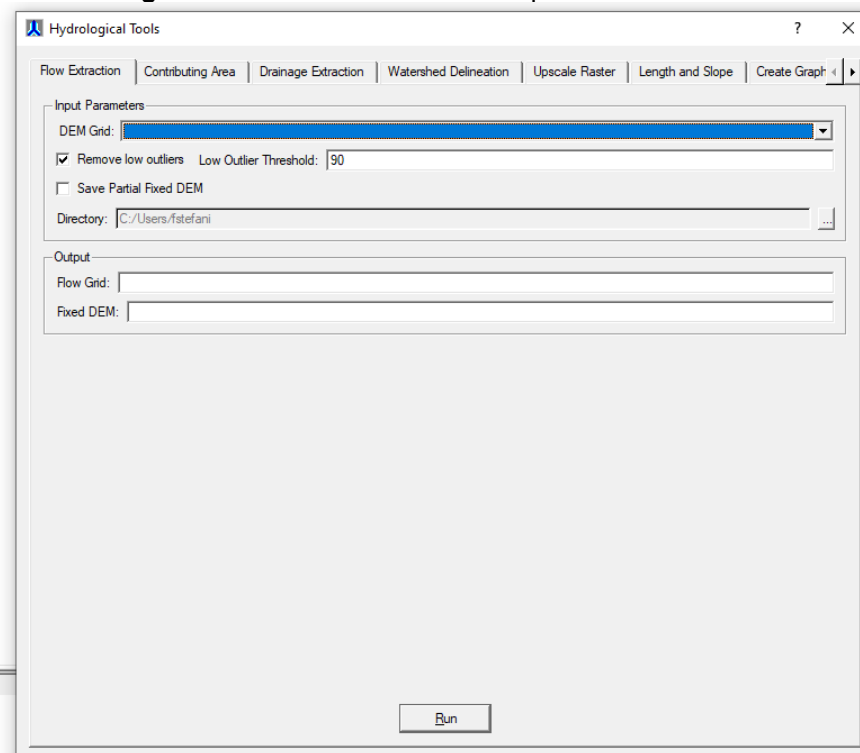 Hydrological Tools ? ×
Flow Extraction Contributing Area Drainage Extraction Watershed Delineation Upscale Raster Length and Slope Create Graph
Input Parameters
DEM Grid:
Remove low outliers Low Outlier Threshold: 90
Save Partial Fixed DEM
Directory: C:/Users/fstefani ...
Output
Flow Grid:
Fixed DEM:
Run